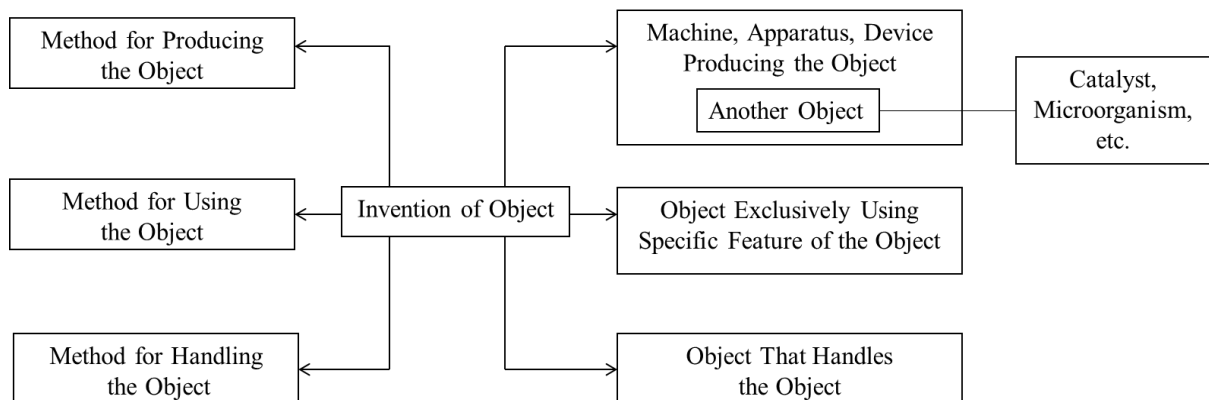 Method for Producing
the Object
Machine, Apparatus, Device
Producing the Object
Another Object
Catalyst,
Microorganism,
etc.
Method for Using
the Object
Invention of Object
Object Exclusively Using
Specific Feature of the Object
Method for Handling
the Object
Object That Handles
the Object